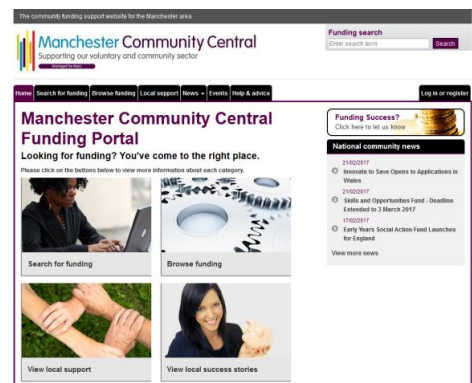 The community funding support website for the Manchester area
Manchester Community Central
Supporting our voluntary and community sector
Managed by Macc
Funding search
Enter search term
Search
Home
Search for funding
Browse funding
Local support
News
Events
Help & advice
Log in or register
Manchester Community Central
Funding Portal
Looking for funding? You've come to the right place.
Please click on the buttons below to view more information about each category.
Search for funding
Browse funding
View local support
View local success stories
Funding Success?
Click here to let us know
National community news
21/02/2017
Innovate to Save Opens to Applications in
Wales
21/02/2017
Skills and Opportunities Fund - Deadline
Extended to 3 March 2017
17/02/2017
Early Years Social Action Fund Launches
for England
View more news